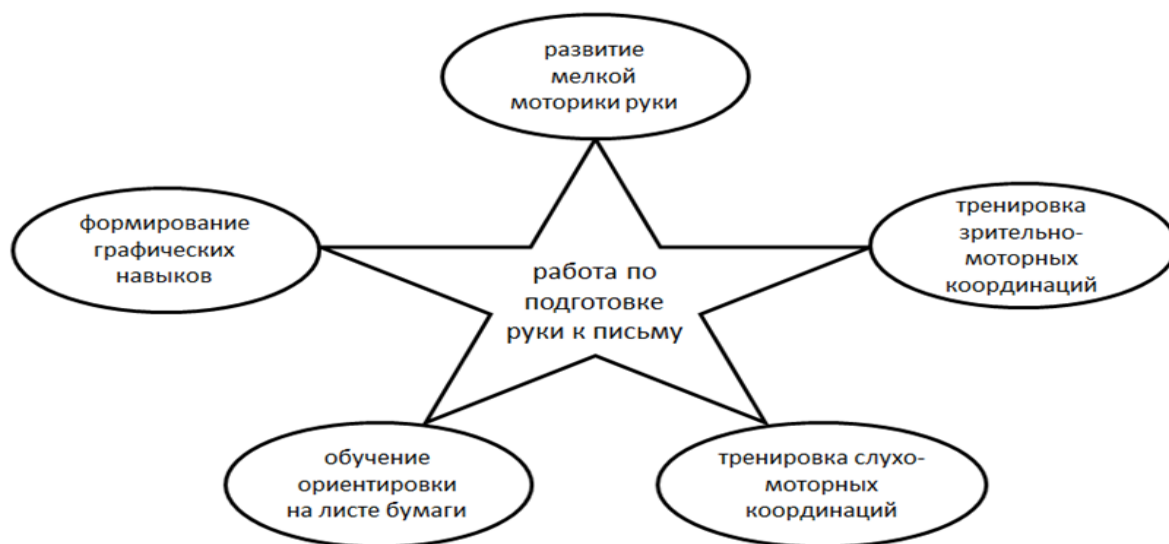 развитие
мелкой
моторики руки
формирование
графических
навыков
тренировка
зрительно-
моторных
координаций
работа по
подготовке
руки к письму
обучение
ориентировки
на листе бумаги
тренировка слухо-
моторных
координаций